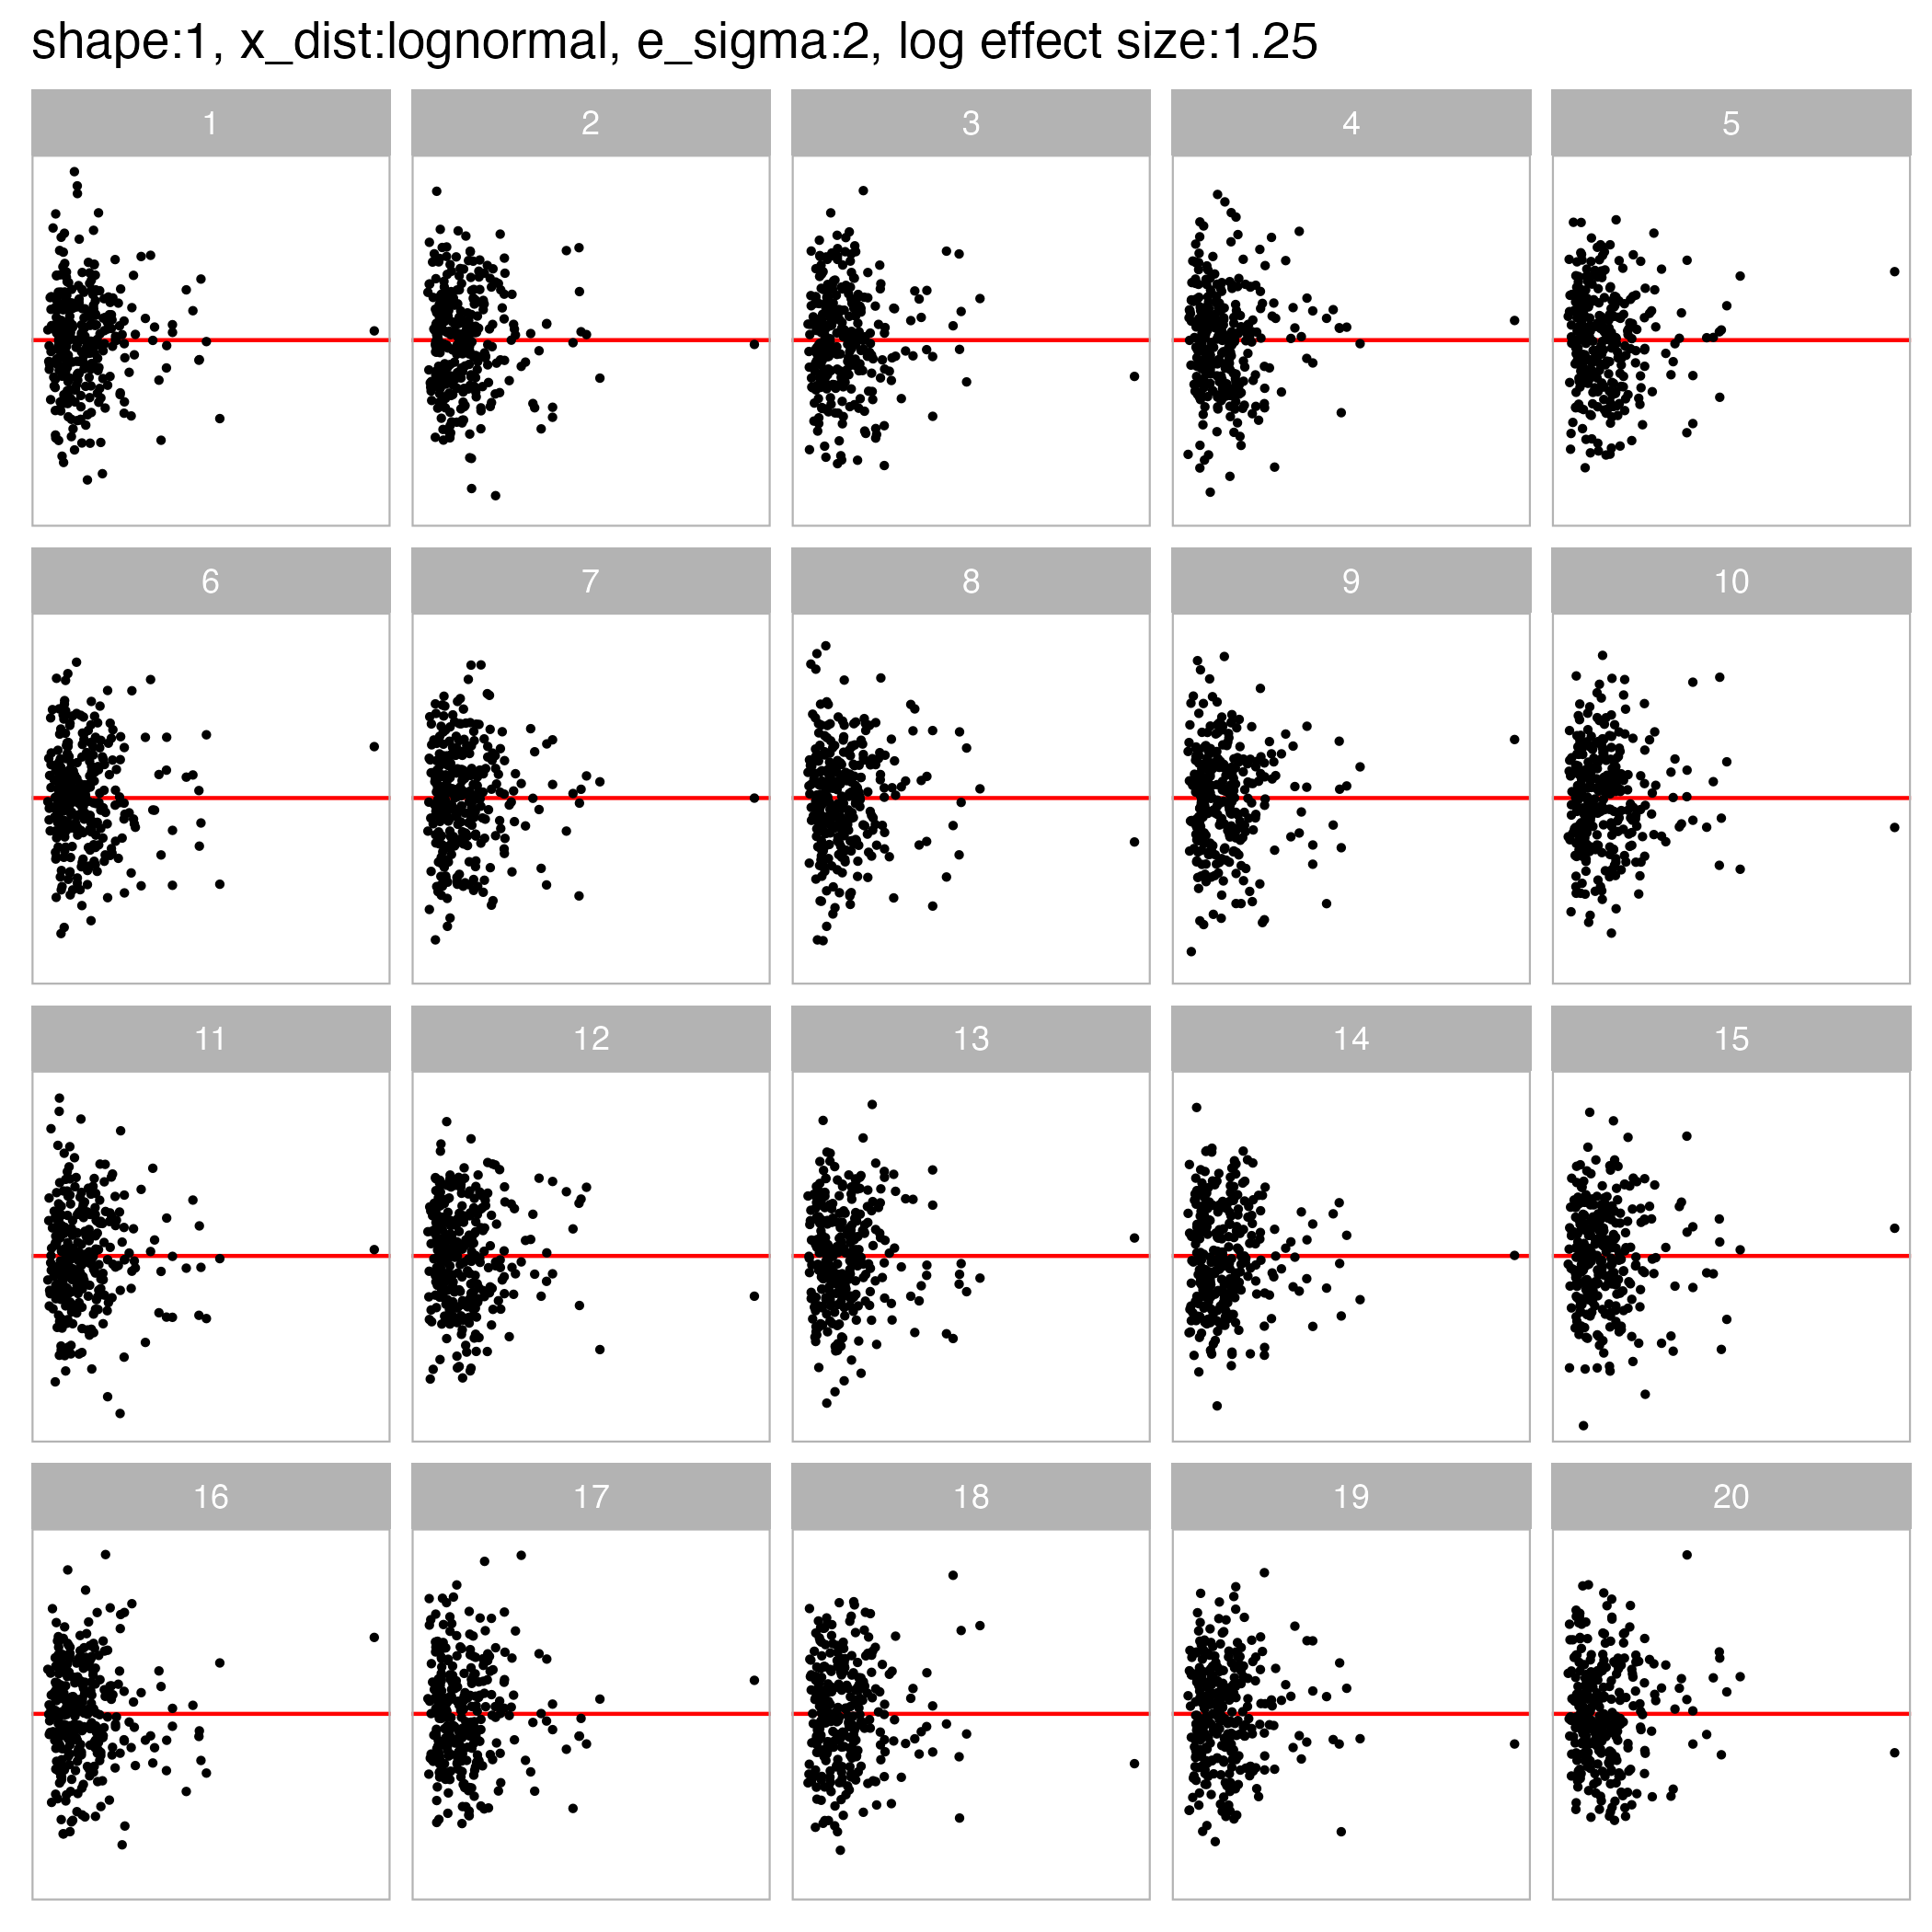 shape:1, x_dist:lognormal, e_sigma:2, log effect size:1.25
1 2 3 4 5
6 7 8 9 10
11 12 13 14 15
16 17 18 19 20